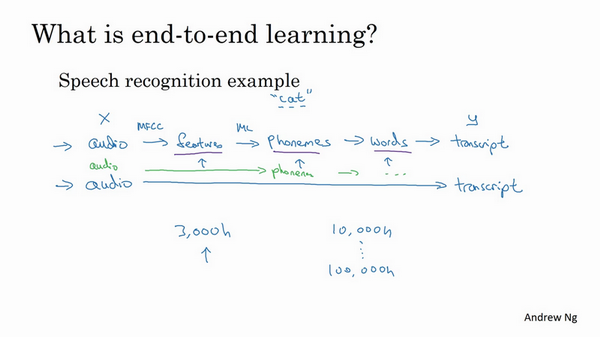 What is end-to-end learning?
Speech recognition example
"cat"
X MFCC ML y
→ audio → features → phonemes → words → transcript
audio → phonem → ...
→ audio → transcript
3,000h 10,000h
100,000h
Andrew Ng